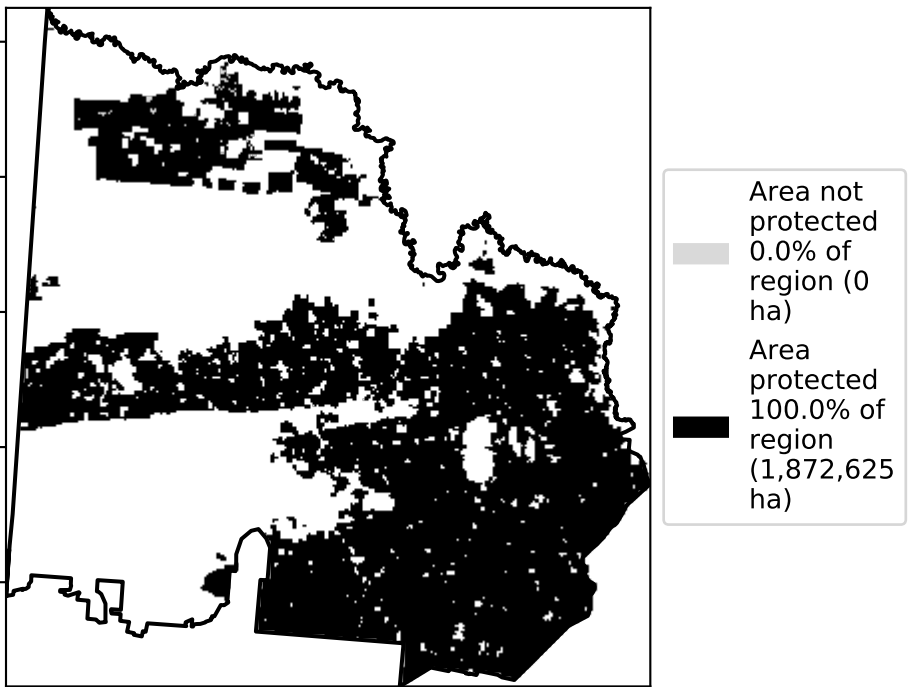 Area not
protected
0.0% of
region (0
ha)
Area
protected
100.0% of
region
(1,872,625
ha)